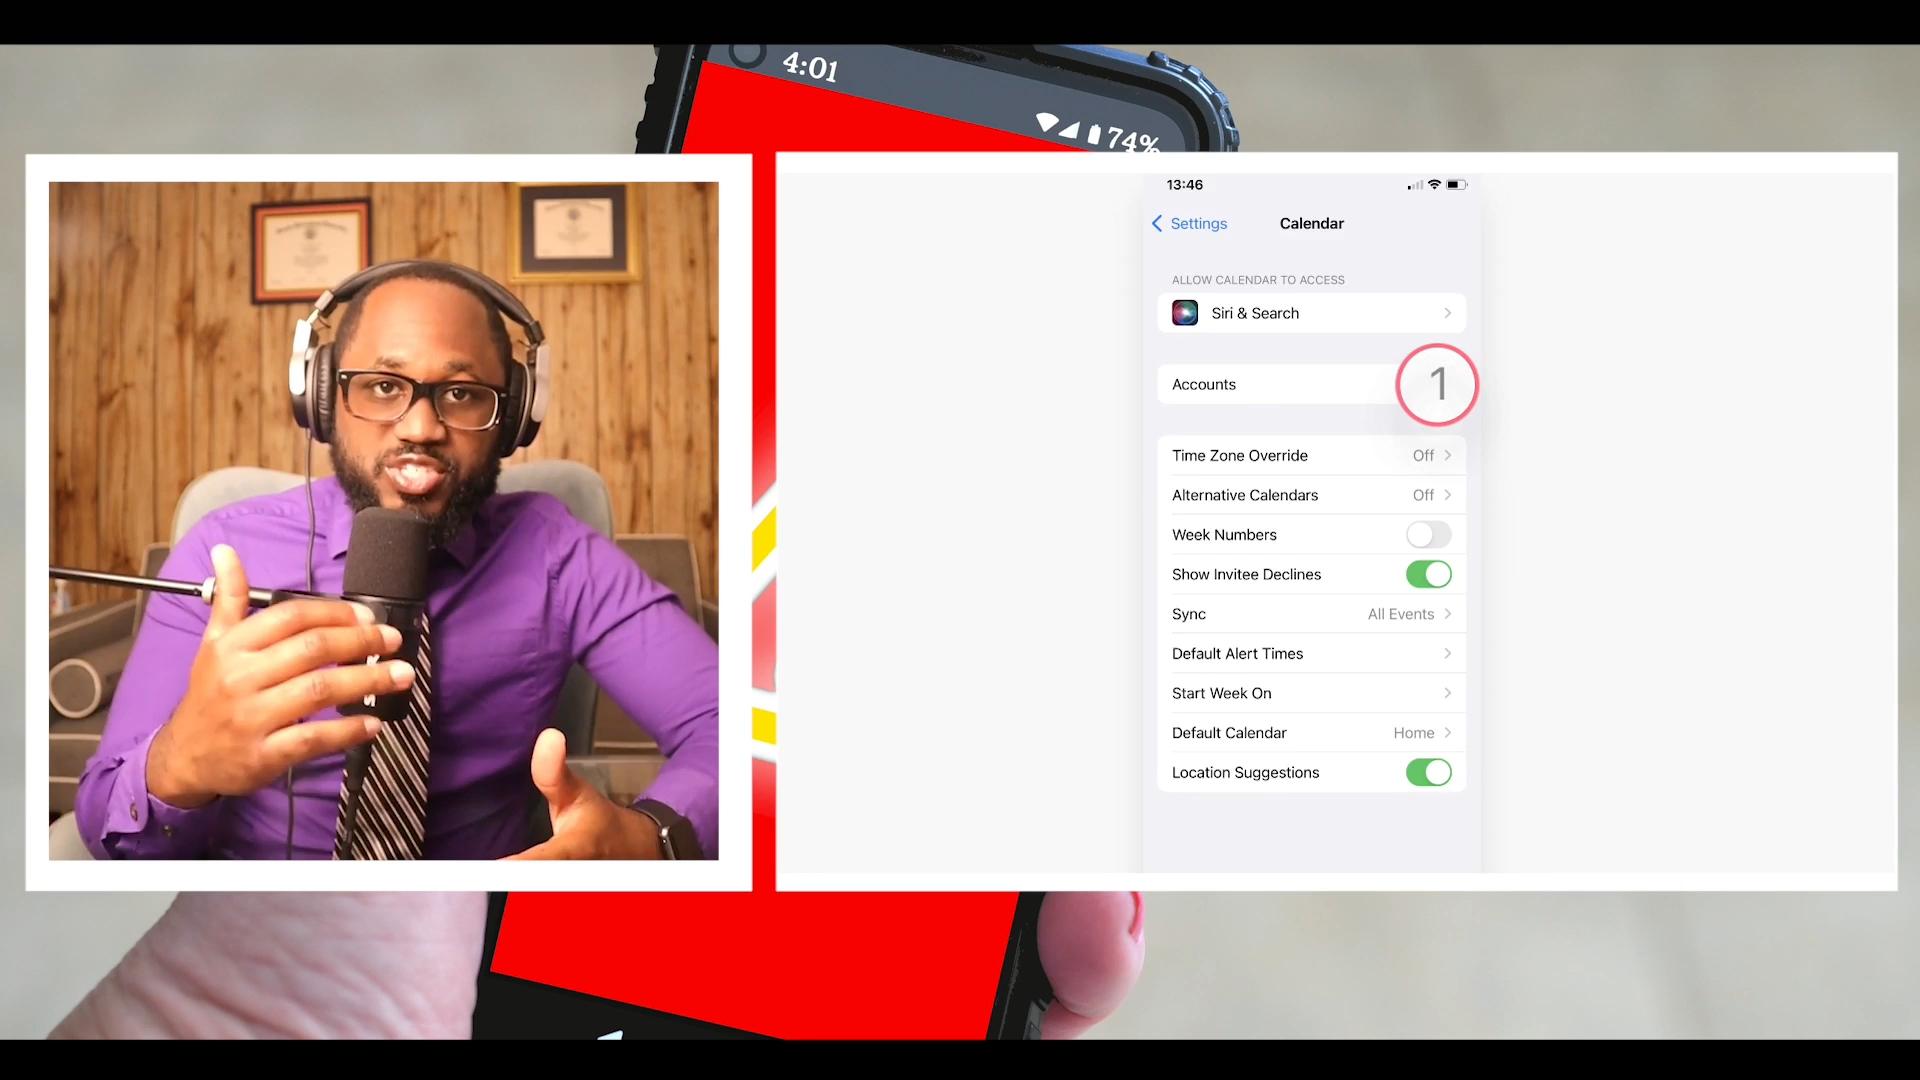 4:01
74%
13:46
Settings
Calendar
ALLOW CALENDAR TO ACCESS
Siri & Search
Accounts 1
Time Zone Override Off
Alternative Calendars Off
Week Numbers
Show Invitee Declines
Sync All Events
Default Alert Times
Start Week On
Default Calendar Home
Location Suggestions